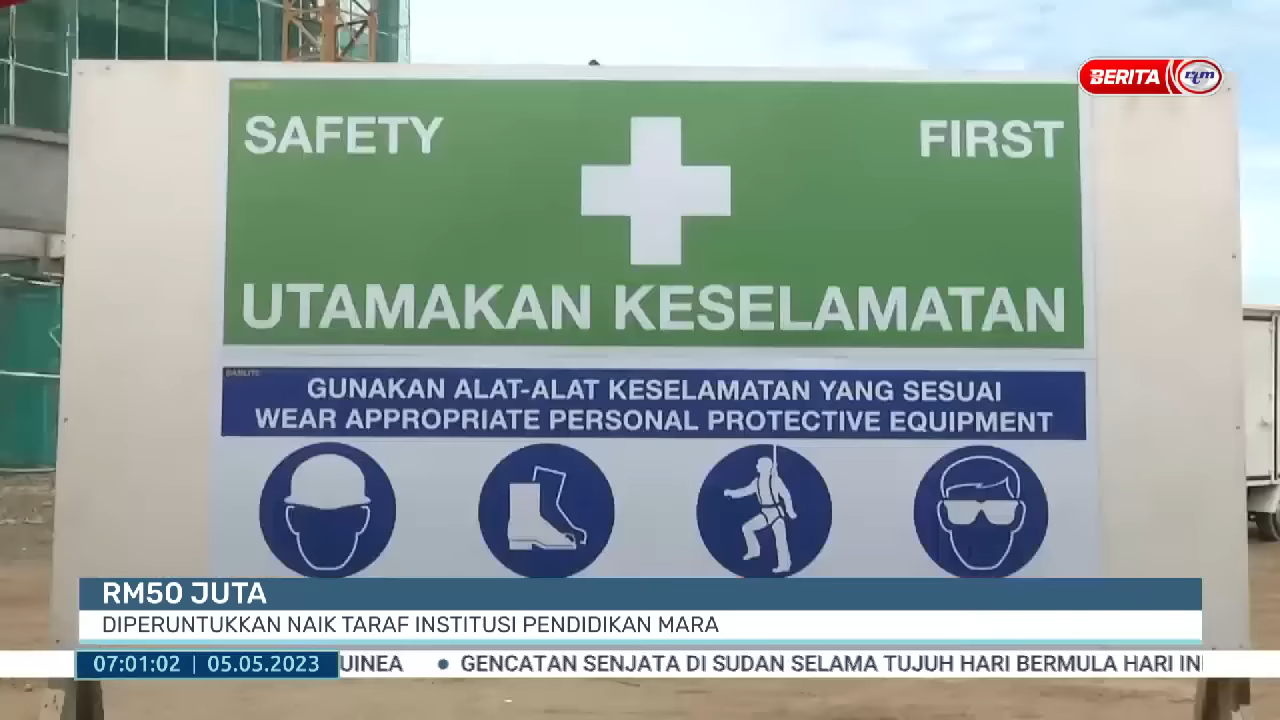 BERITA rtm
SAFETY FIRST
UTAMAKAN KESELAMATAN
GUNAKAN ALAT-ALAT KESELAMATAN YANG SESUAI
WEAR APPROPRIATE PERSONAL PROTECTIVE EQUIPMENT
RM50 JUTA
DIPERUNTUKKAN NAIK TARAF INSTITUSI PENDIDIKAN MARA
07:01:02 | 05.05.2023 UINEA • GENCATAN SENJATA DI SUDAN SELAMA TUJUH HARI BERMULA HARI IN